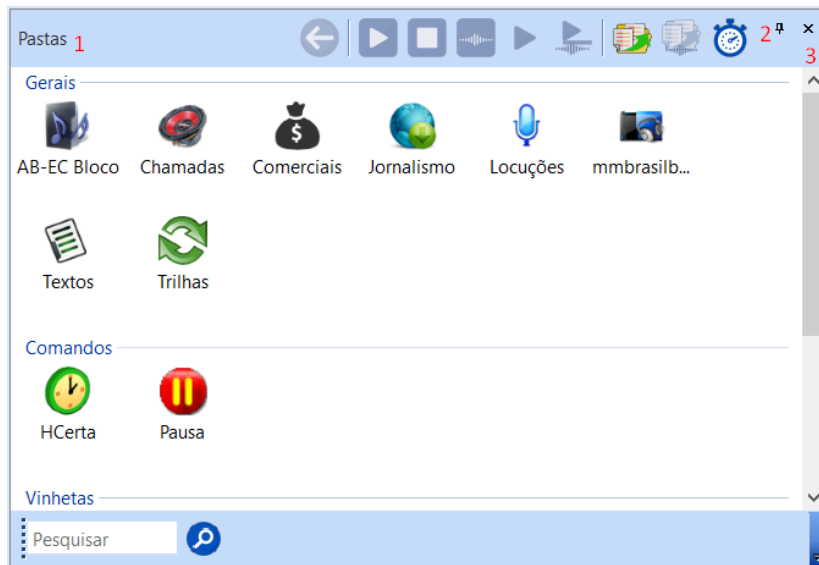 Pastas 1
2
3
Gerais
AB-EC Bloco Chamadas Comerciais Jornalismo Locuções mmbrasilb...
Textos Trilhas
Comandos
HCerta Pausa
Vinhetas
Pesquisar